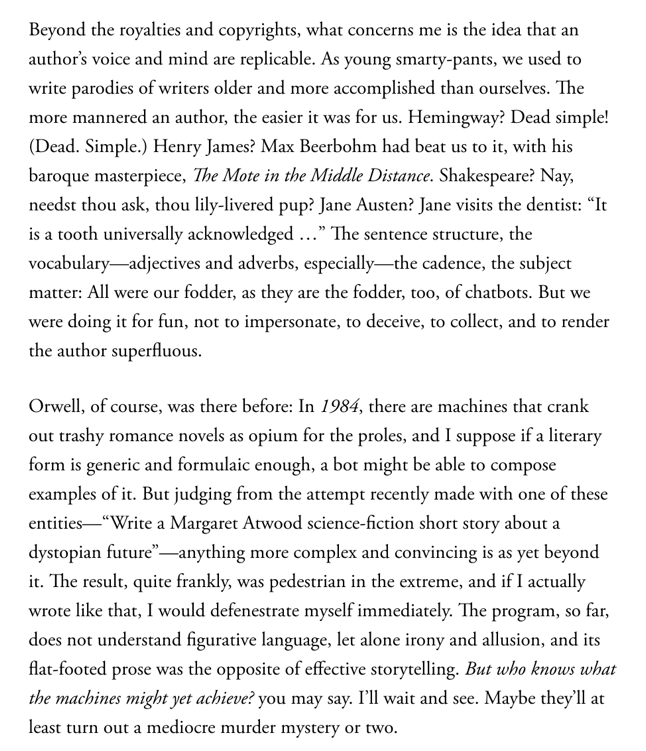 Beyond the royalties and copyrights, what concerns me is the idea that an
author’s voice and mind are replicable. As young smarty-pants, we used to
write parodies of writers older and more accomplished than ourselves. The
more mannered an author, the easier it was for us. Hemingway? Dead simple!
(Dead. Simple.) Henry James? Max Beerbohm had beat us to it, with his
baroque masterpiece, The Mote in the Middle Distance. Shakespeare? Nay,
needst thou ask, thou lily-livered pup? Jane Austen? Jane visits the dentist: “It
is a tooth universally acknowledged …” The sentence structure, the
vocabulary—adjectives and adverbs, especially—the cadence, the subject
matter: All were our fodder, as they are the fodder, too, of chatbots. But we
were doing it for fun, not to impersonate, to deceive, to collect, and to render
the author superfluous.

Orwell, of course, was there before: In 1984, there are machines that crank
out trashy romance novels as opium for the proles, and I suppose if a literary
form is generic and formulaic enough, a bot might be able to compose
examples of it. But judging from the attempt recently made with one of these
entities—“Write a Margaret Atwood science-fiction short story about a
dystopian future”—anything more complex and convincing is as yet beyond
it. The result, quite frankly, was pedestrian in the extreme, and if I actually
wrote like that, I would defenestrate myself immediately. The program, so far,
does not understand figurative language, let alone irony and allusion, and its
flat-footed prose was the opposite of effective storytelling. But who knows what
the machines might yet achieve? you may say. I’ll wait and see. Maybe they’ll at
least turn out a mediocre murder mystery or two.